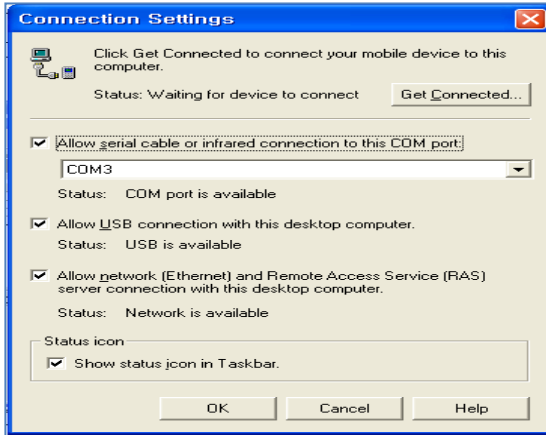 Connection Settings
Click Get Connected to connect your mobile device to this
computer.
Status: Waiting for device to connect
Get Connected...
Allow serial cable or infrared connection to this COM port:
COM3
Status: COM port is available
Allow USB connection with this desktop computer.
Status: USB is available
Allow network (Ethernet) and Remote Access Service (RAS)
server connection with this desktop computer.
Status: Network is available
Status icon
Show status icon in Taskbar.
OK
Cancel
Help